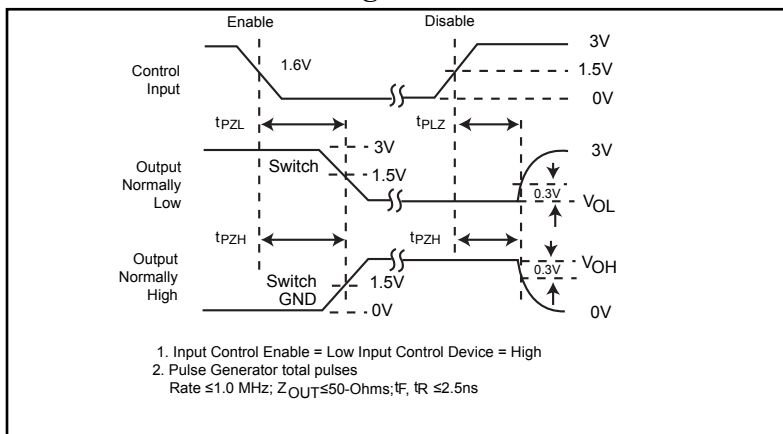 Enable
Disable
Control
Input
1.6V
3V
1.5V
0V
tPZL
tPLZ
Output
Normally
Low
Switch
3V
1.5V
3V
0.3V
VOL
tPZH
tPZH
Output
Normally
High
Switch
GND
1.5V
0V
VOH
0.3V
0V
1. Input Control Enable = Low Input Control Device = High
2. Pulse Generator total pulses
Rate ≤1.0 MHz; ZOUT≤50-Ohms;tF, tR ≤2.5ns